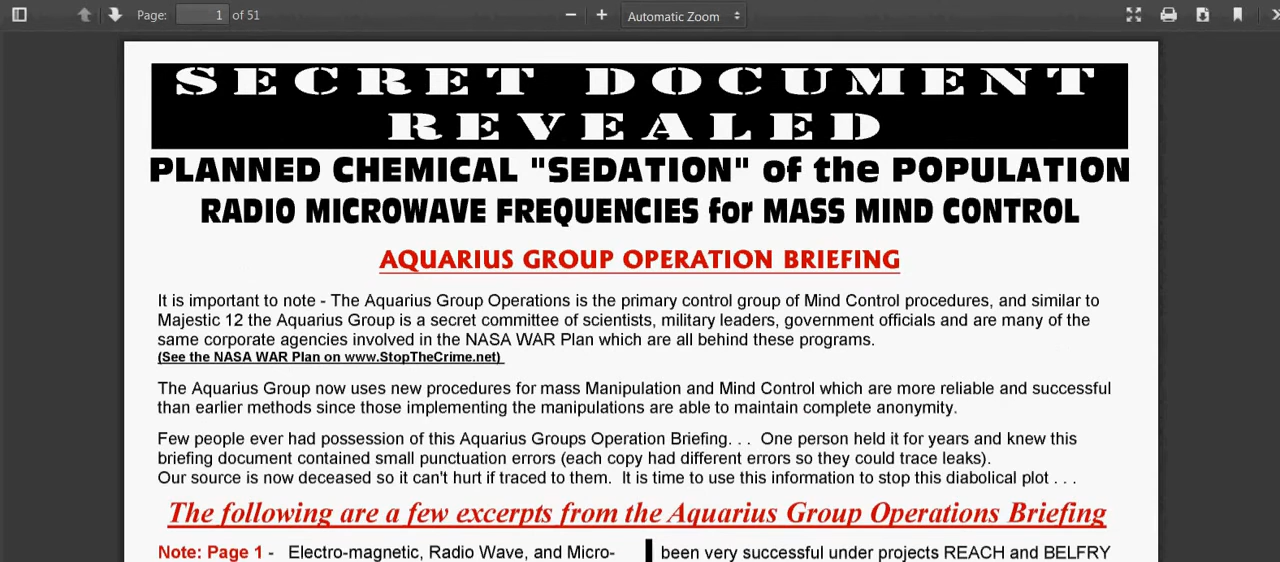 Page: 1 of 51 Automatic Zoom
SECRET DOCUMENT
REVEALED
PLANNED CHEMICAL "SEDATION" of the POPULATION
RADIO MICROWAVE FREQUENCIES for MASS MIND CONTROL
AQUARIUS GROUP OPERATION BRIEFING
It is important to note - The Aquarius Group Operations is the primary control group of Mind Control procedures, and similar to
Majestic 12 the Aquarius Group is a secret committee of scientists, military leaders, government officials and are many of the
same corporate agencies involved in the NASA WAR Plan which are all behind these programs.
(See the NASA WAR Plan on www.StopTheCrime.net)
The Aquarius Group now uses new procedures for mass Manipulation and Mind Control which are more reliable and successful
than earlier methods since those implementing the manipulations are able to maintain complete anonymity.
Few people ever had possession of this Aquarius Groups Operation Briefing. . .  One person held it for years and knew this
briefing document contained small punctuation errors (each copy had different errors so they could trace leaks).
Our source is now deceased so it can't hurt if traced to them.  It is time to use this information to stop this diabolical plot . . .
The following are a few excerpts from the Aquarius Group Operations Briefing
Note: Page 1 -   Electro-magnetic, Radio Wave, and Micro-
been very successful under projects REACH and BELFRY